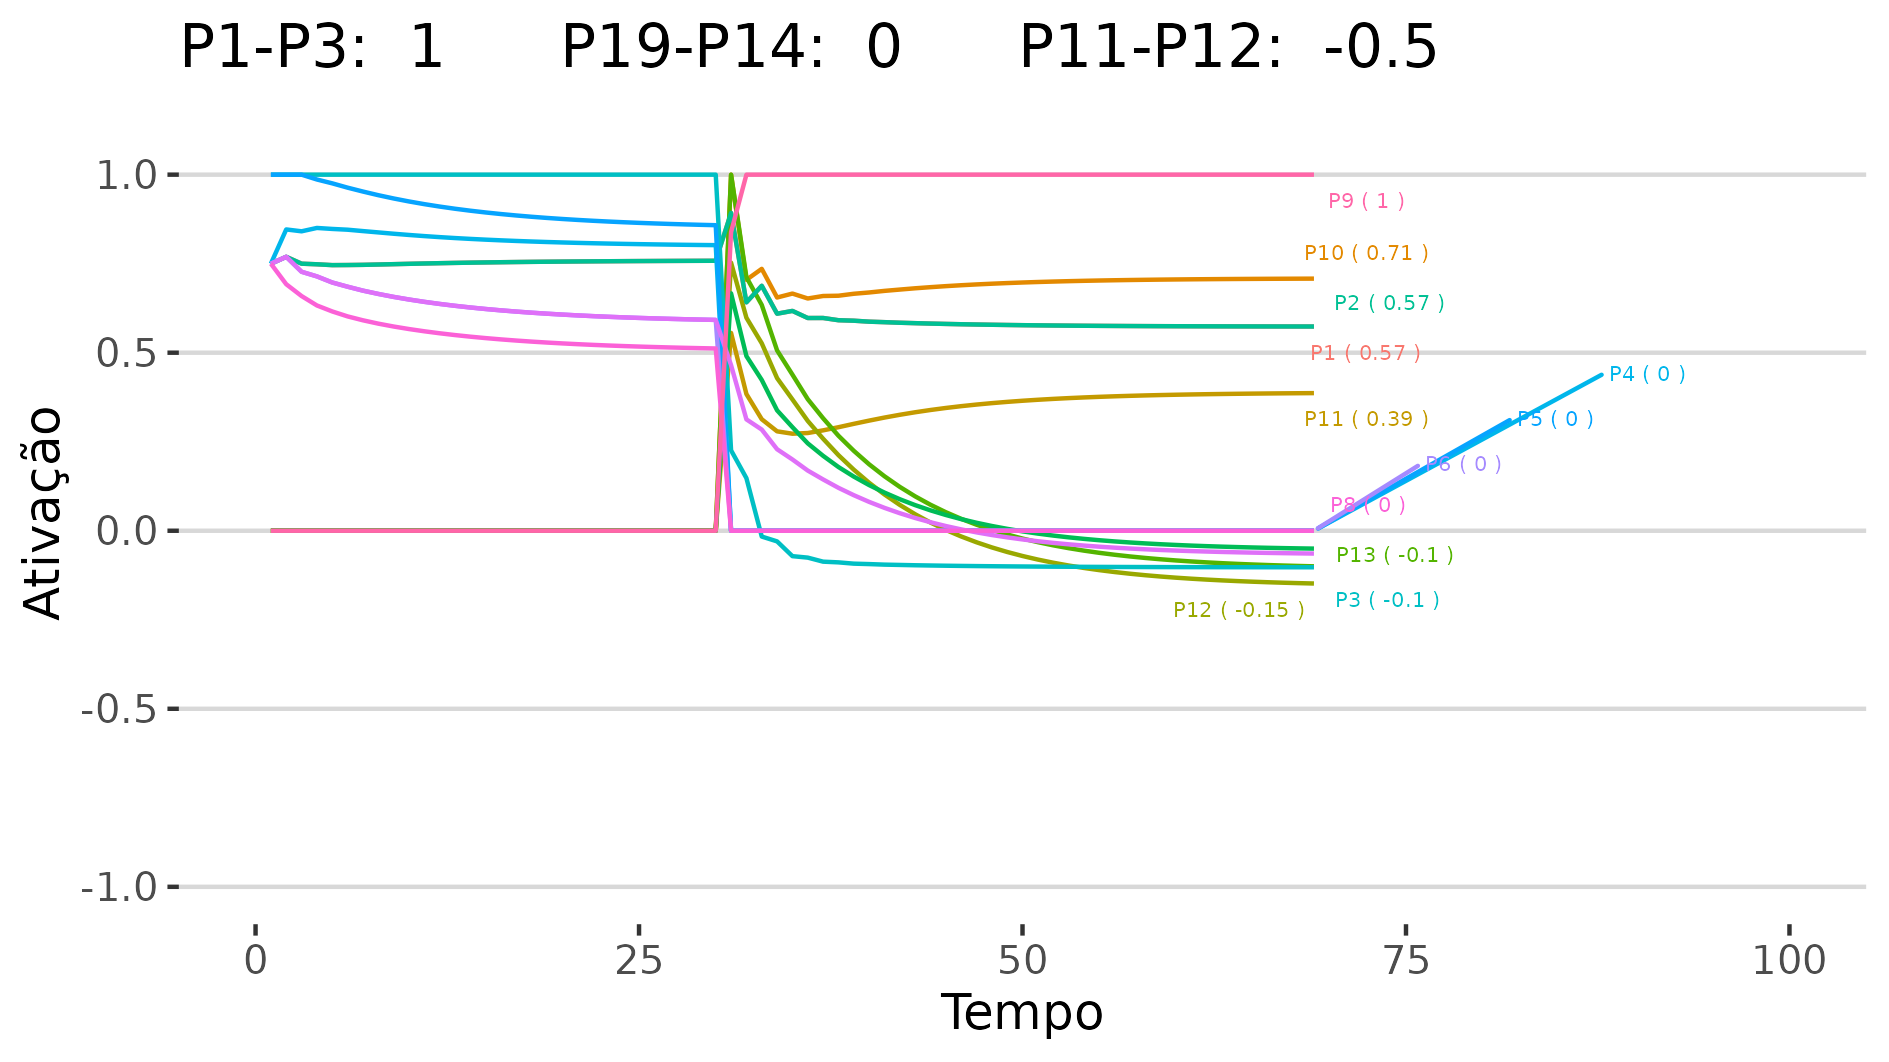 P1-P3: 1 P19-P14: 0 P11-P12: -0.5
Ativação
1.0
0.5
0.0
-0.5
-1.0
P9 ( 1 )
P10 ( 0.71 )
P2 ( 0.57 )
P1 ( 0.57 )
P4 ( 0 )
P11 ( 0.39 )
P5 ( 0 )
P6 ( 0 )
P8 ( 0 )
P13 ( -0.1 )
P3 ( -0.1 )
P12 ( -0.15 )
0 25 50 75 100
Tempo